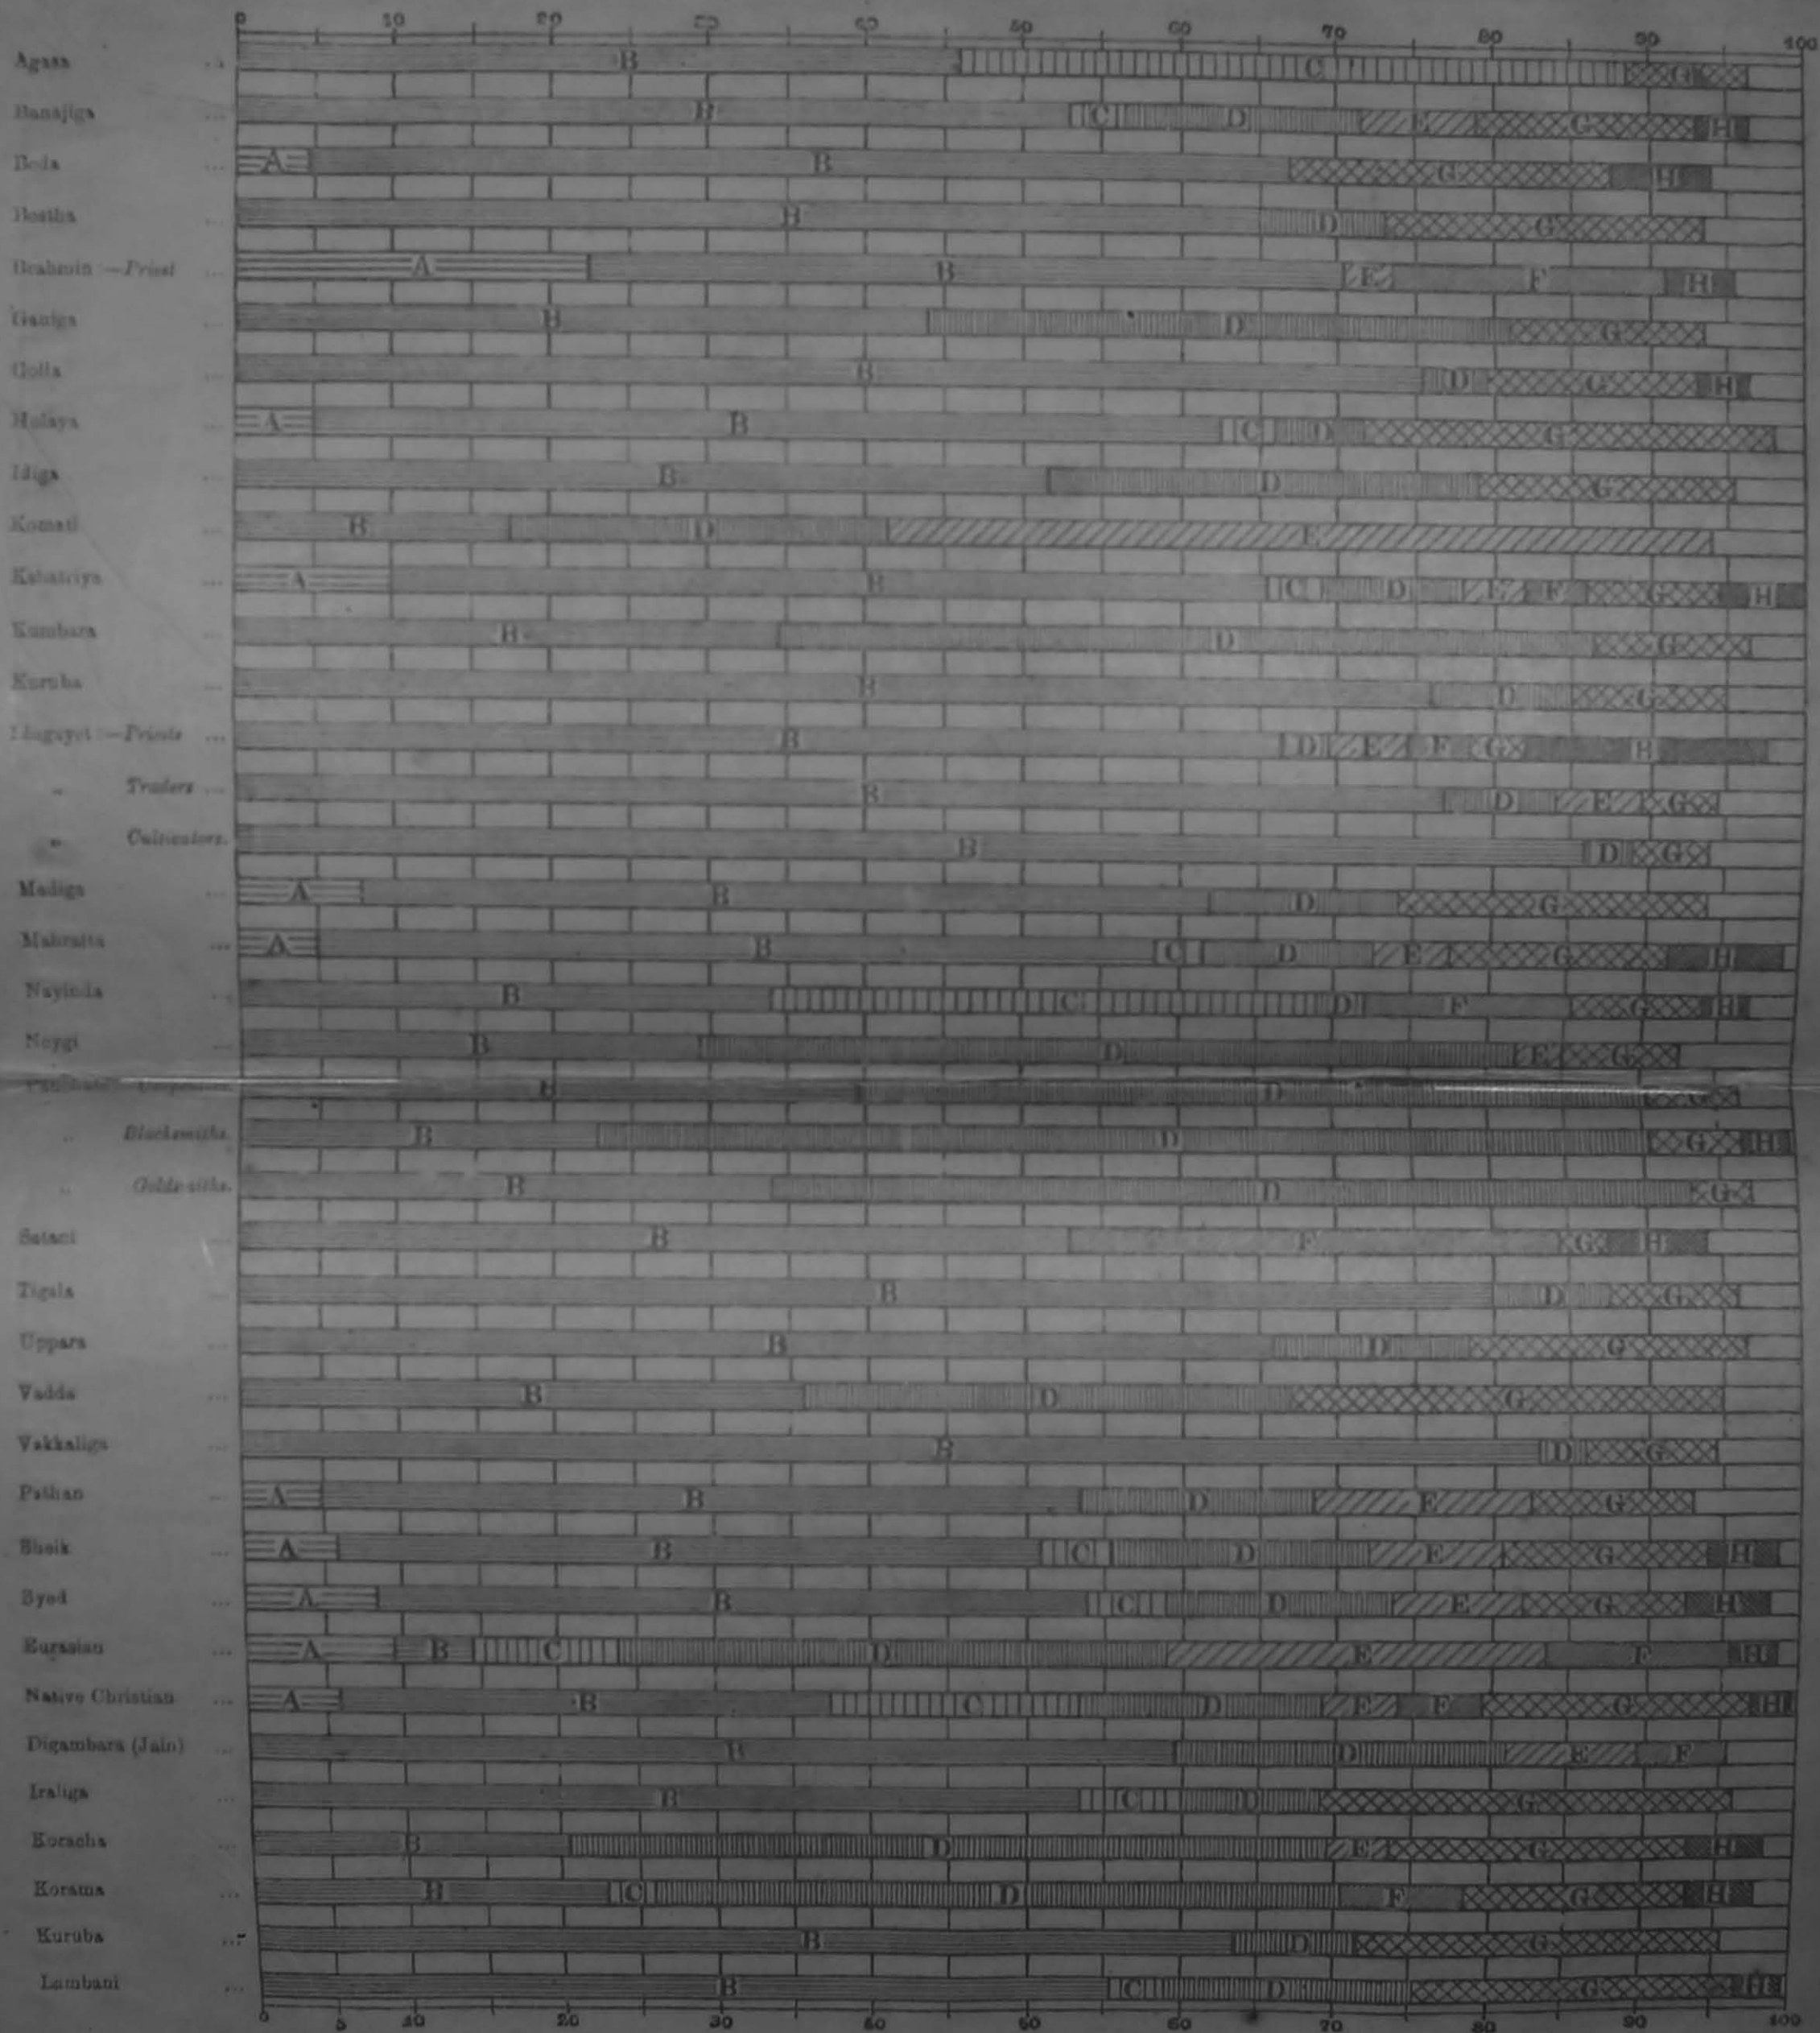 0 10 20 30 40 50 60 70 80 90 100
Agasa ... B C G
Banajiga ... B C D E G H
Beda ... A B G H
Bestha ... B D G
Brahmin :—Priest ... A B E F H
Ganiga ... B D G
Golla ... B D G H
Holaya ... A B C D G
Idiga ... B D G
Komati ... B D E
Kshatriya ... A B C D E F G H
Kumbara ... B D G
Kuruba ... B D G
Lingayet :—Priests ... B D E F G H
„ Traders ... B D E G
„ Cultivators. B D G
Madiga ... A B D G
Mahratta ... A B C D E G H
Nayinda ... B C D F G H
Neygi ... B D E G
B D G
„ Blacksmiths. B D G H
„ Goldsmiths. B D G
Satani ... B F G H
Tigala ... B D G
Uppara ... B D G
Vadda ... B D G
Vakkaliga ... B D G
Pathan ... A B D E G
Sheik ... A B C D E G H
Syed ... A B C D E G H
Eurasian ... A B C D E F H
Native Christian ... A B C D E F G H
Digambara (Jain) ... B D E F
Iraliga ... B C D G
Koracha ... B D E G H
Korama ... B C D F G H
Kuruba ... B D G
Lambani ... B C D G H
0 5 10 20 30 40 50 60 70 80 90 100